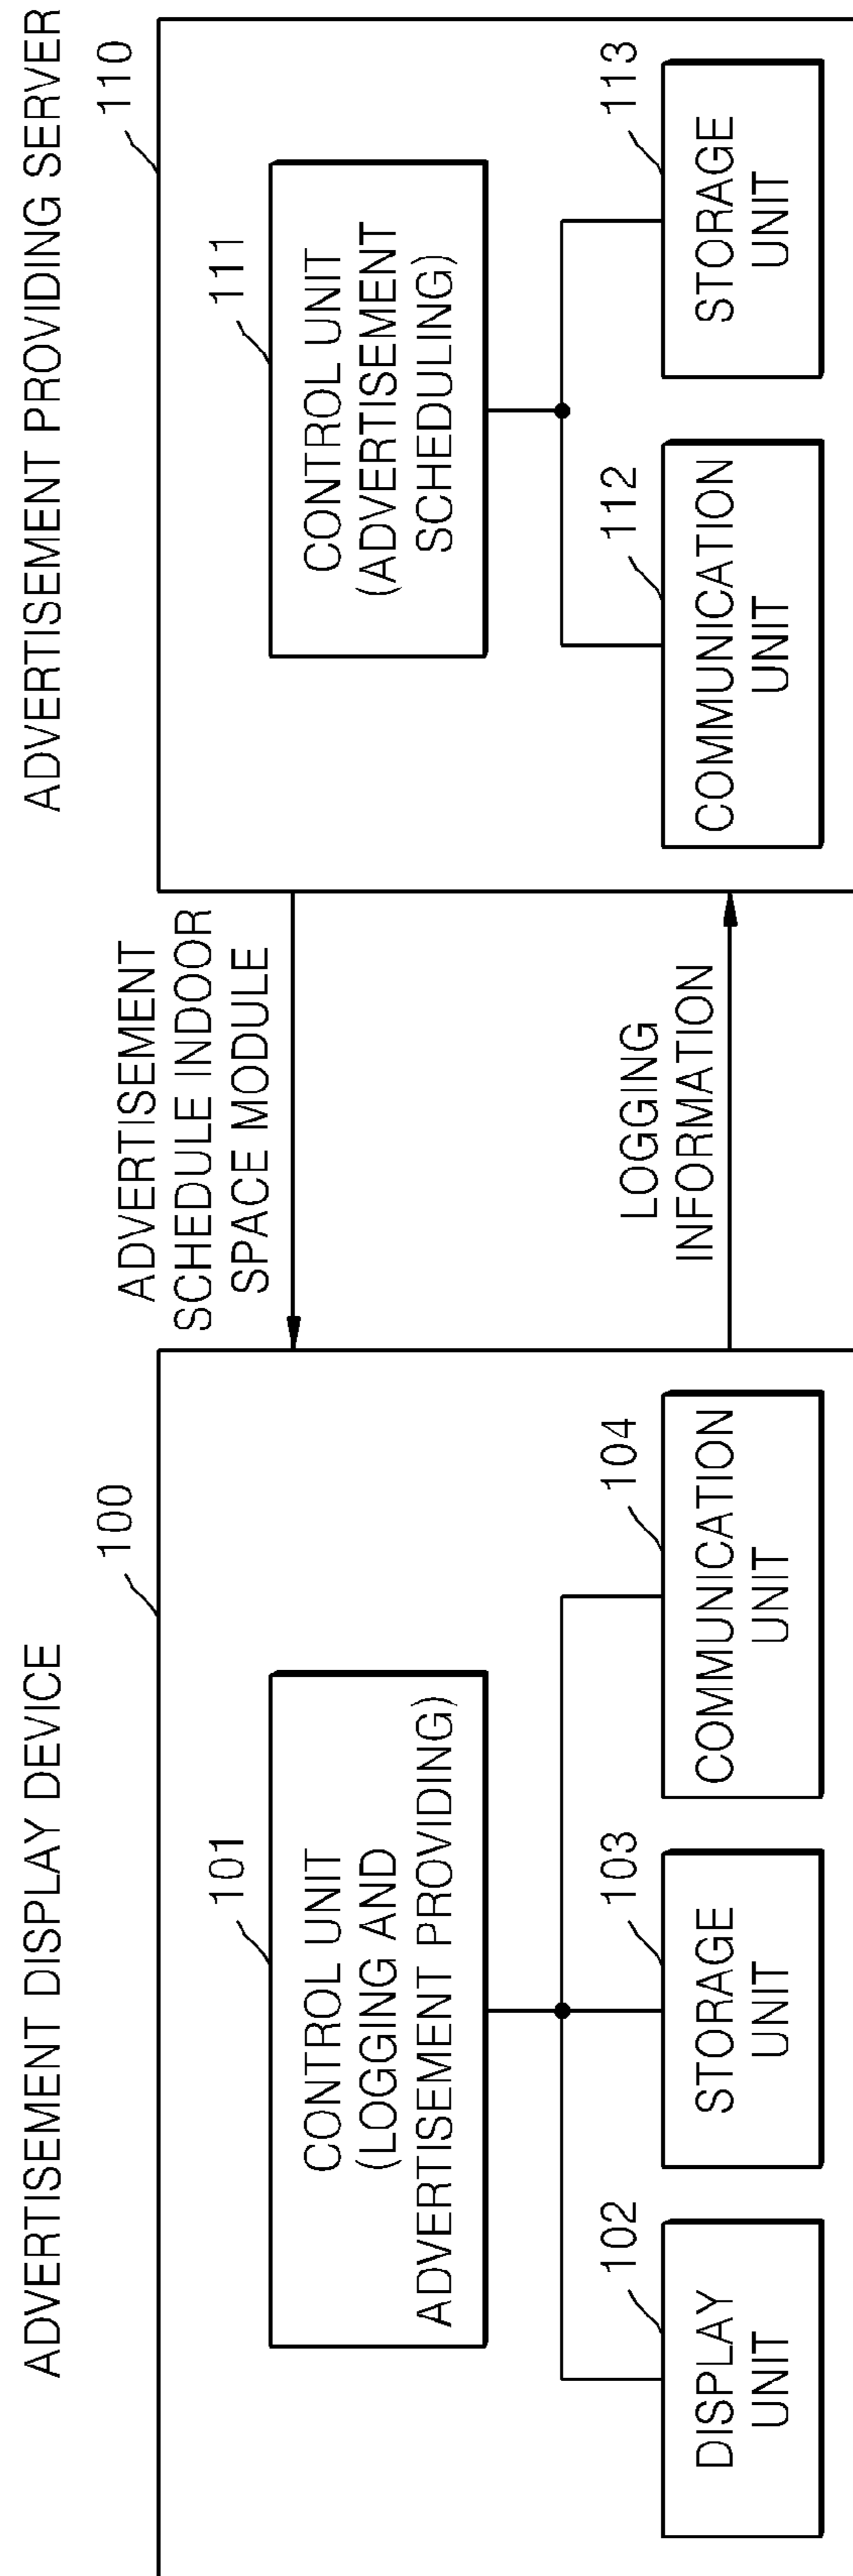 ADVERTISEMENT DISPLAY DEVICE
100
101
CONTROL UNIT
(LOGGING AND
ADVERTISEMENT PROVIDING)
102
DISPLAY
UNIT
103
STORAGE
UNIT
104
COMMUNICATION
UNIT
ADVERTISEMENT
SCHEDULE INDOOR
SPACE MODULE
LOGGING
INFORMATION
ADVERTISEMENT PROVIDING SERVER
110
111
CONTROL UNIT
(ADVERTISEMENT
SCHEDULING)
112
COMMUNICATION
UNIT
113
STORAGE
UNIT